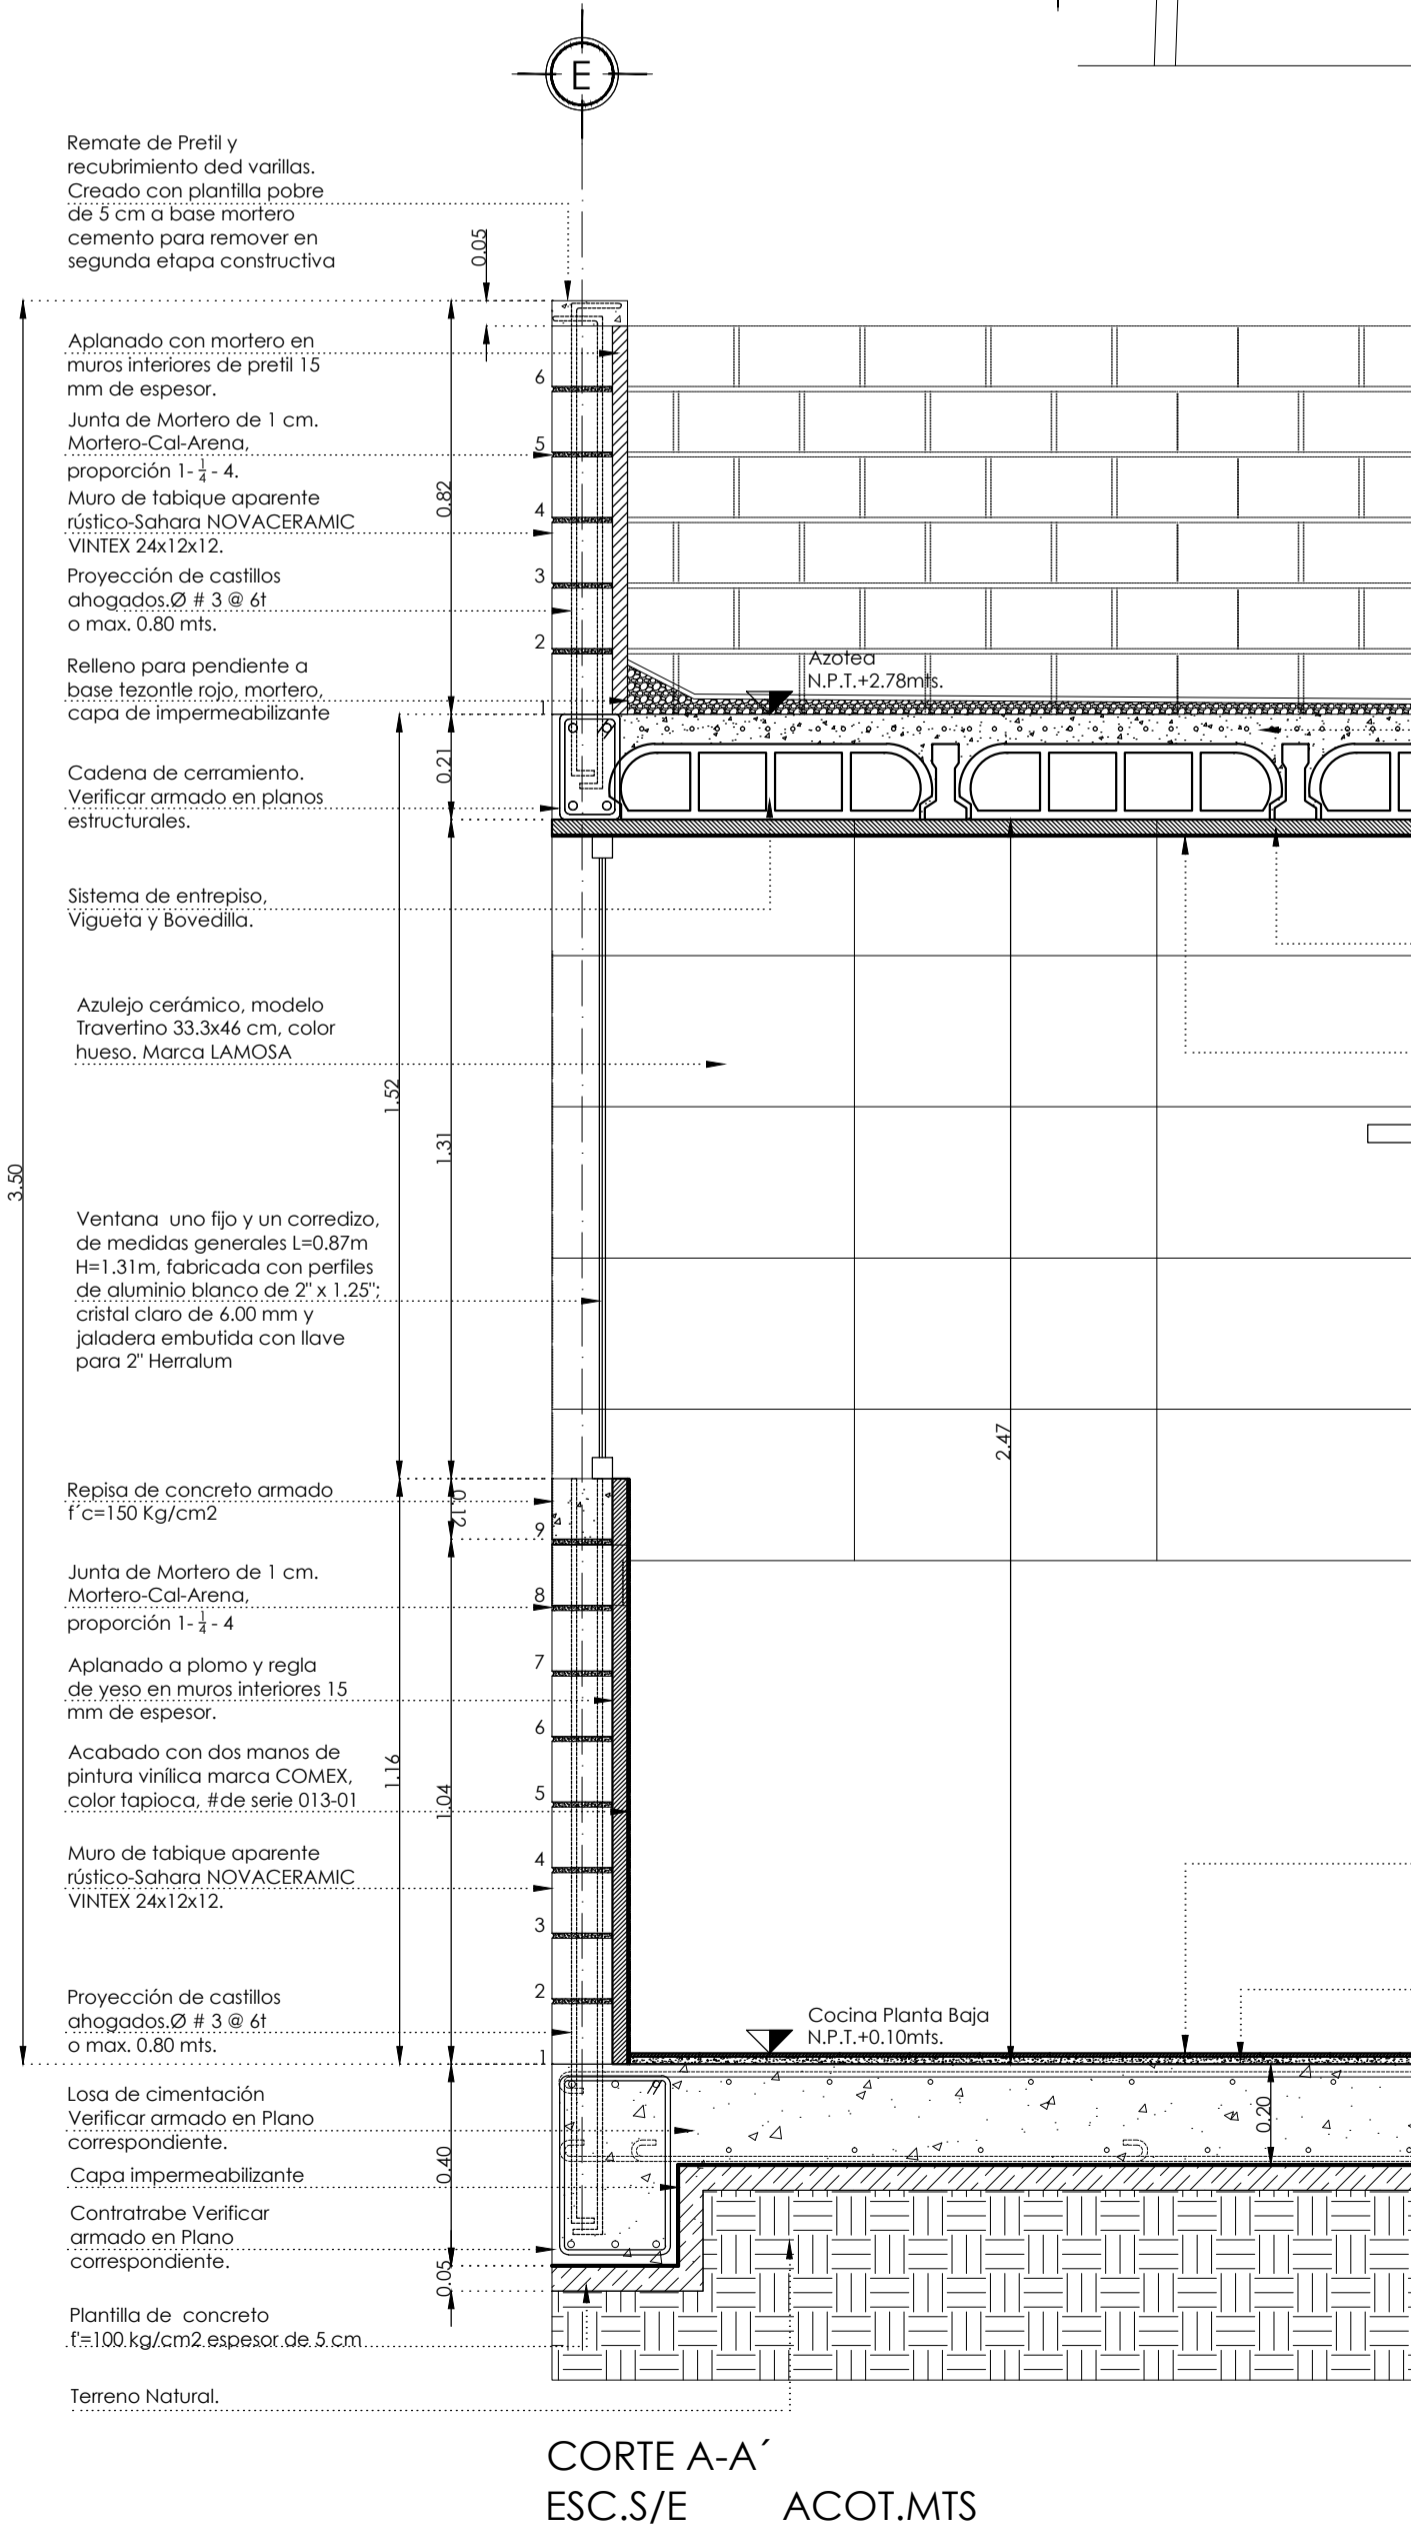 E
Remate de Pretil y
recubrimiento ded varillas.
Creado con plantilla pobre
de 5 cm a base mortero
cemento para remover en
segunda etapa constructiva
0.05
Aplanado con mortero en
muros interiores de pretil 15
mm de espesor.
6
Junta de Mortero de 1 cm.
Mortero-Cal-Arena,
proporción 1- 1/4 - 4.
5
0.82
Muro de tabique aparente
rústico-Sahara NOVACERAMIC
VINTEX 24x12x12.
4
Proyección de castillos
ahogados.Ø # 3 @ 6t
o max. 0.80 mts.
3
2
Relleno para pendiente a
base tezontle rojo, mortero,
capa de impermeabilizante
1
Azotea
N.P.T.+2.78mts.
0.21
Cadena de cerramiento.
Verificar armado en planos
estructurales.
Sistema de entrepiso,
Vigueta y Bovedilla.
Azulejo cerámico, modelo
Travertino 33.3x46 cm, color
hueso. Marca LAMOSA
1.52
1.31
3.50
Ventana uno fijo y un corredizo,
de medidas generales L=0.87m
H=1.31m, fabricada con perfiles
de aluminio blanco de 2" x 1.25";
cristal claro de 6.00 mm y
jaladera embutida con llave
para 2" Herralum
2.47
Repisa de concreto armado
f´c=150 Kg/cm2
0.12
9
Junta de Mortero de 1 cm.
Mortero-Cal-Arena,
proporción 1- 1/4 - 4
8
Aplanado a plomo y regla
de yeso en muros interiores 15
mm de espesor.
7
6
Acabado con dos manos de
pintura vinílica marca COMEX,
color tapioca, #de serie 013-01
1.16
1.04
5
Muro de tabique aparente
rústico-Sahara NOVACERAMIC
VINTEX 24x12x12.
4
3
Proyección de castillos
ahogados.Ø # 3 @ 6t
o max. 0.80 mts.
2
1
Cocina Planta Baja
N.P.T.+0.10mts.
Losa de cimentación
Verificar armado en Plano
correspondiente.
0.20
0.40
Capa impermeabilizante
Contratrabe Verificar
armado en Plano
correspondiente.
0.05
Plantilla de concreto
f'=100 kg/cm2 espesor de 5 cm
Terreno Natural.
CORTE A-A´
ESC.S/E ACOT.MTS